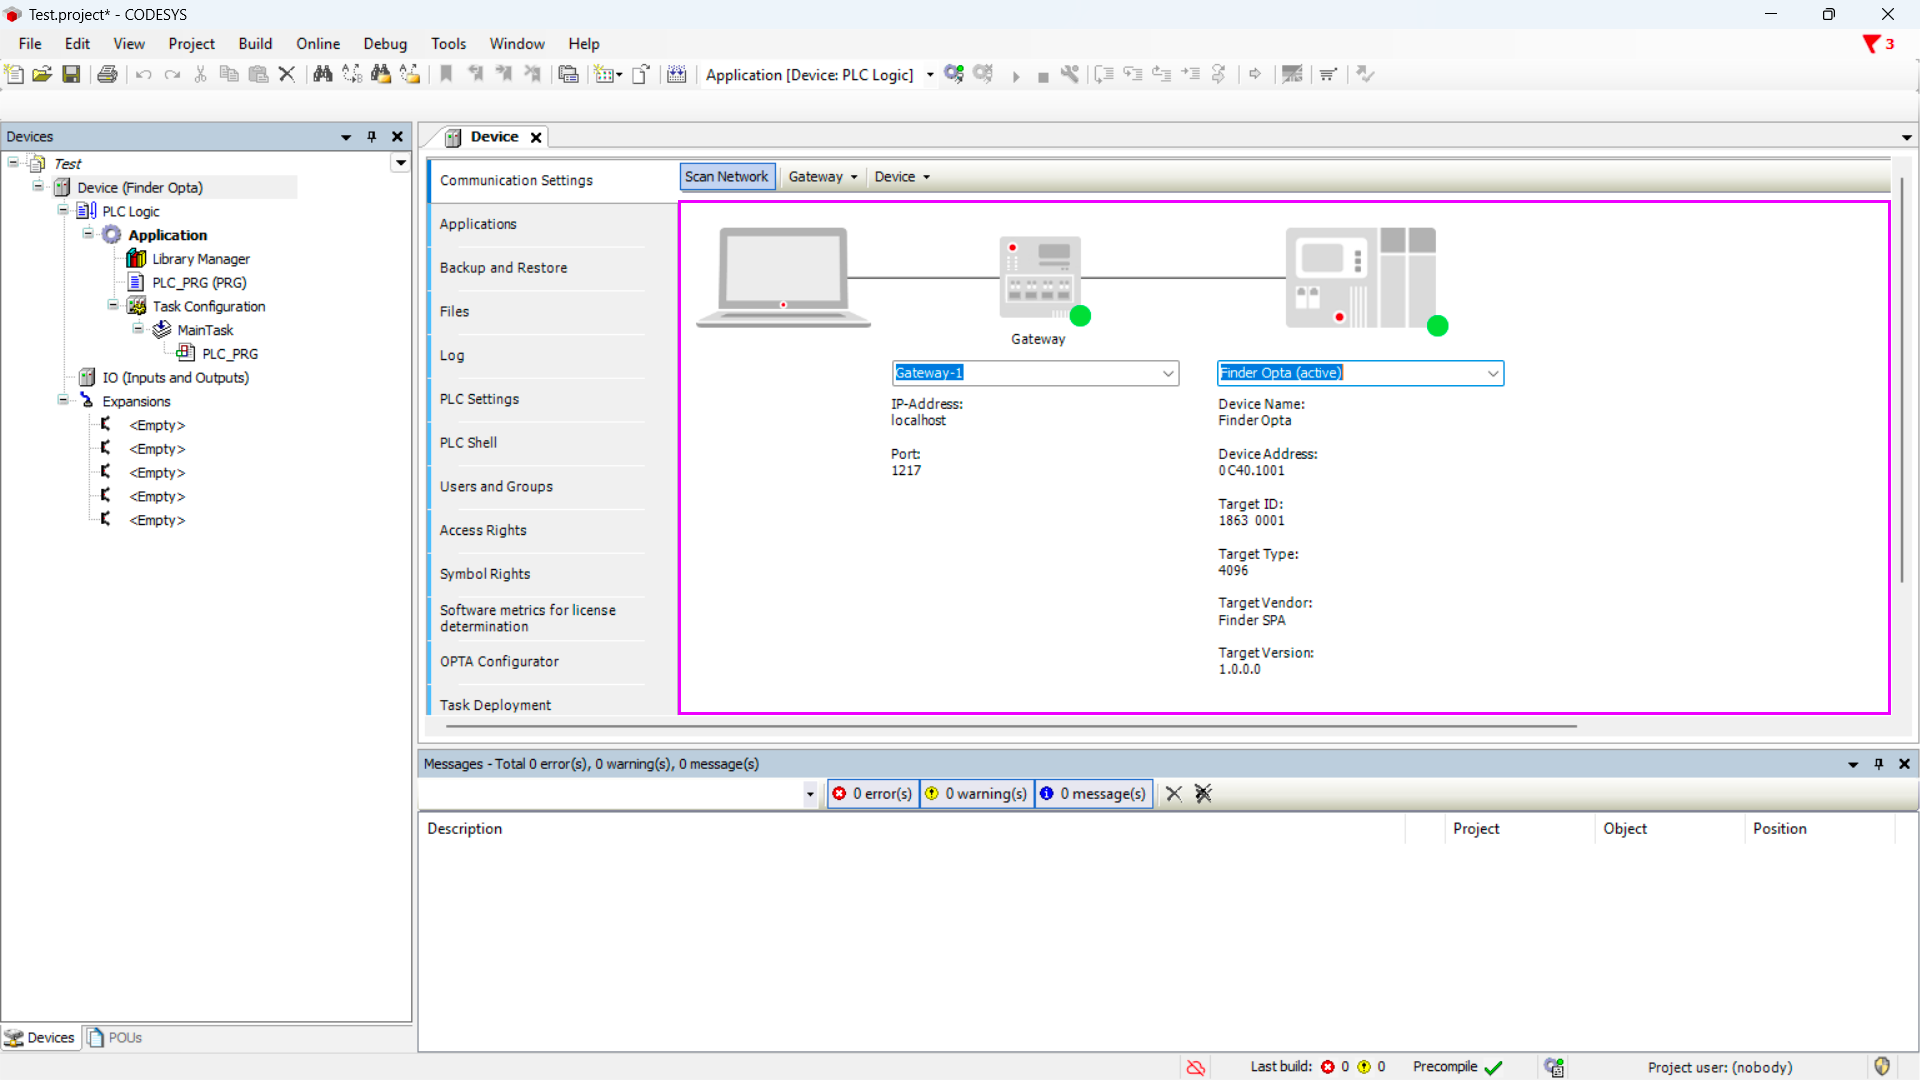 Test.project* - CODESYS
File Edit View Project Build Online Debug Tools Window Help
3
Application [Device: PLC Logic]
Devices
Device
Test
Device (Finder Opta)
PLC Logic
Application
Library Manager
PLC_PRG (PRG)
Task Configuration
MainTask
PLC_PRG
IO (Inputs and Outputs)
Expansions
<Empty>
<Empty>
<Empty>
<Empty>
<Empty>
Devices POUs
Communication Settings
Applications
Backup and Restore
Files
Log
PLC Settings
PLC Shell
Users and Groups
Access Rights
Symbol Rights
Software metrics for license
determination
OPTA Configurator
Task Deployment
Scan Network Gateway Device
Gateway
Gateway-1
IP-Address:
localhost
Port:
1217
Finder Opta (active)
Device Name:
Finder Opta
Device Address:
0C40.1001
Target ID:
1863 0001
Target Type:
4096
Target Vendor:
Finder SPA
Target Version:
1.0.0.0
Messages - Total 0 error(s), 0 warning(s), 0 message(s)
0 error(s) 0 warning(s) 0 message(s)
Description Project Object Position
Last build: 0 0 Precompile Project user: (nobody)